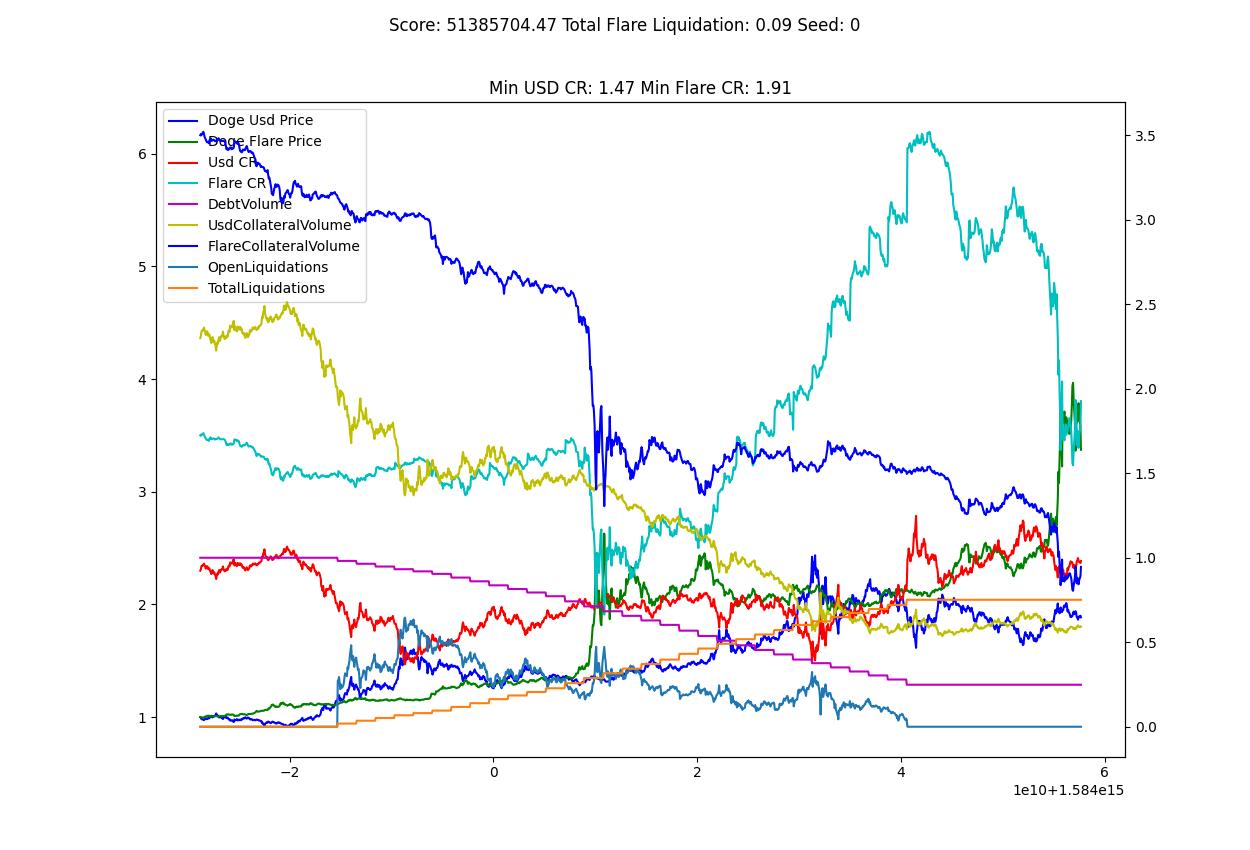 Score: 51385704.47 Total Flare Liquidation: 0.09 Seed: 0
Min USD CR: 1.47 Min Flare CR: 1.91
Doge Usd Price
Doge Flare Price
Usd CR
Flare CR
DebtVolume
UsdCollateralVolume
FlareCollateralVolume
OpenLiquidations
TotalLiquidations
6
5
4
3
2
1
3.5
3.0
2.5
2.0
1.5
1.0
0.5
0.0
−2
0
2
4
6
1e10+1.584e15